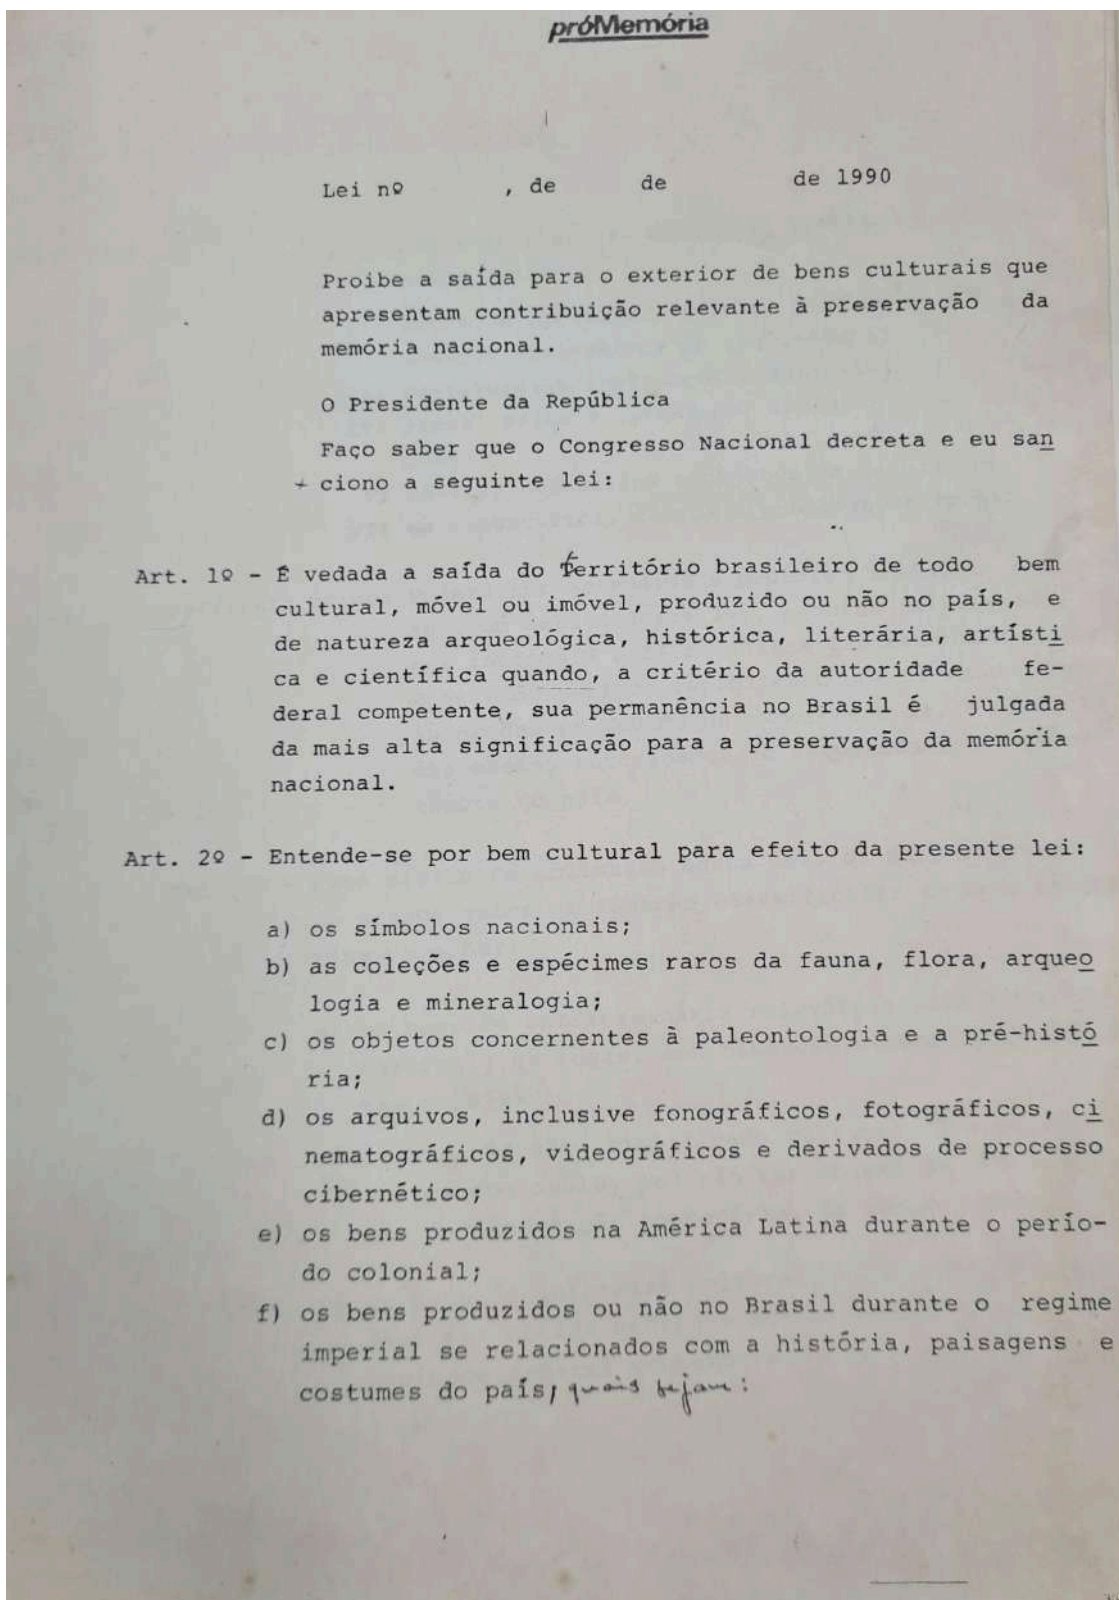 próMemória
Lei nº , de de de 1990
Proibe a saída para o exterior de bens culturais que
apresentam contribuição relevante à preservação da
memória nacional.
O Presidente da República
Faço saber que o Congresso Nacional decreta e eu san
ciono a seguinte lei:
Art. 1º - É vedada a saída do território brasileiro de todo bem
cultural, móvel ou imóvel, produzido ou não no país, e
de natureza arqueológica, histórica, literária, artísti
ca e científica quando, a critério da autoridade fe-
deral competente, sua permanência no Brasil é julgada
da mais alta significação para a preservação da memória
nacional.
Art. 2º - Entende-se por bem cultural para efeito da presente lei:
a) os símbolos nacionais;
b) as coleções e espécimes raros da fauna, flora, arqueo
logia e mineralogia;
c) os objetos concernentes à paleontologia e a pré-histó
ria;
d) os arquivos, inclusive fonográficos, fotográficos, ci
nematográficos, videográficos e derivados de processo
cibernético;
e) os bens produzidos na América Latina durante o perío-
do colonial;
f) os bens produzidos ou não no Brasil durante o regime
imperial se relacionados com a história, paisagens e
costumes do país, quais sejam: